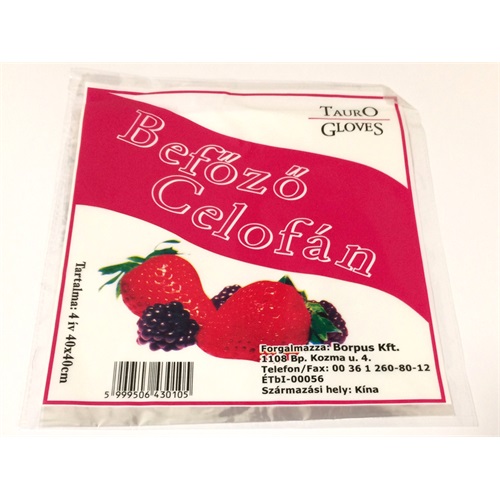 TAURO
GLOVES
Befőző
Celofán
Tartalma: 4 ív 40x40cm
Forgalmazza: Borpus Kft.
1108 Bp. Kozma u. 4.
Telefon/Fax: 00 36 1 260-80-12
ÉTbI-00056
Származási hely: Kína
5 999506 430105